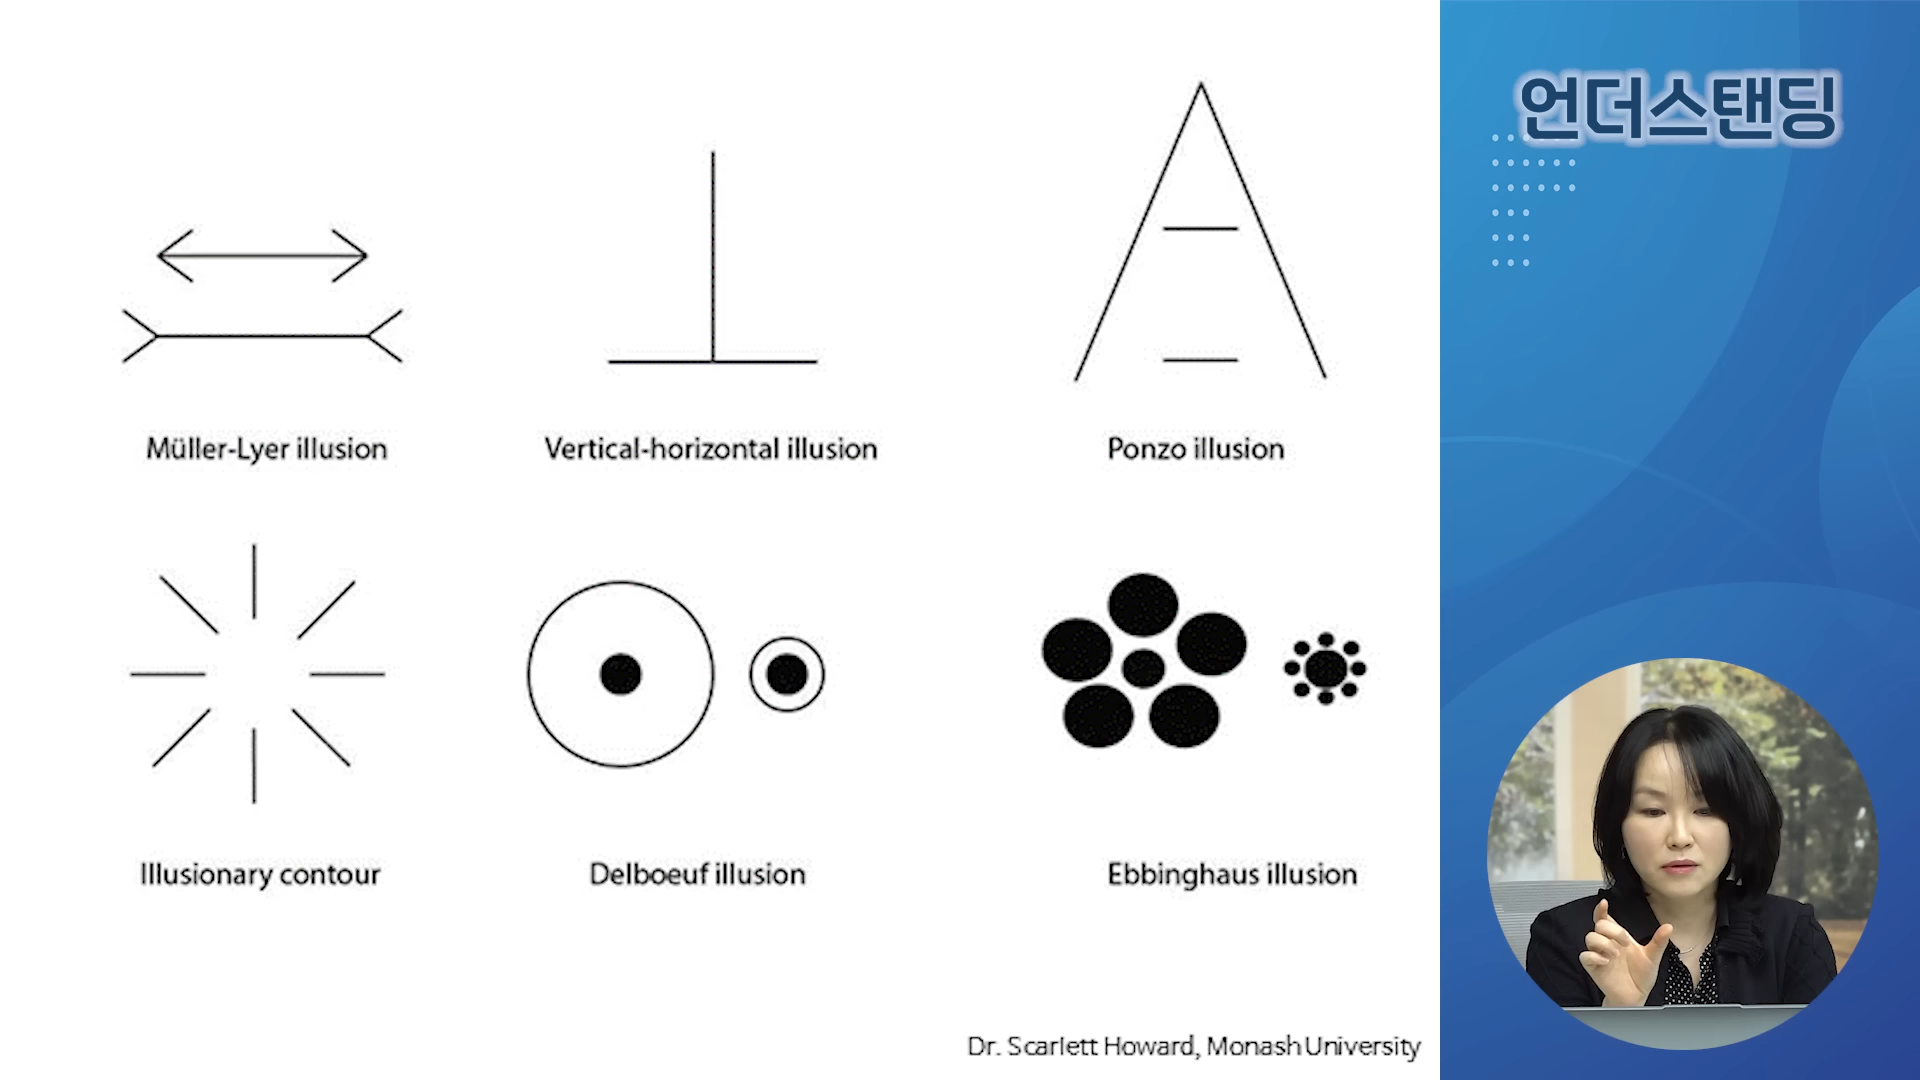 언더스탠딩
Müller-Lyer illusion
Vertical-horizontal illusion
Ponzo illusion
Illusionary contour
Delboeuf illusion
Ebbinghaus illusion
Dr. Scarlett Howard, Monash University